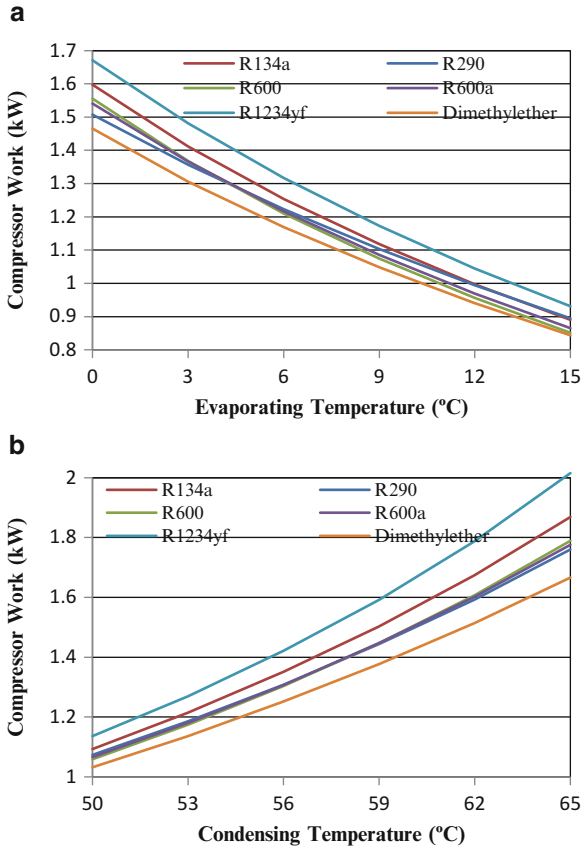 a
1.7
1.6
1.5
1.4
1.3
1.2
1.1
1
0.9
0.8
Compressor Work (kW)
R134a R290
R600 R600a
R1234yf Dimethylether
0 3 6 9 12 15
Evaporating Temperature (ºC)
b
2
1.8
1.6
1.4
1.2
1
Compressor Work (kW)
R134a R290
R600 R600a
R1234yf Dimethylether
50 53 56 59 62 65
Condensing Temperature (ºC)